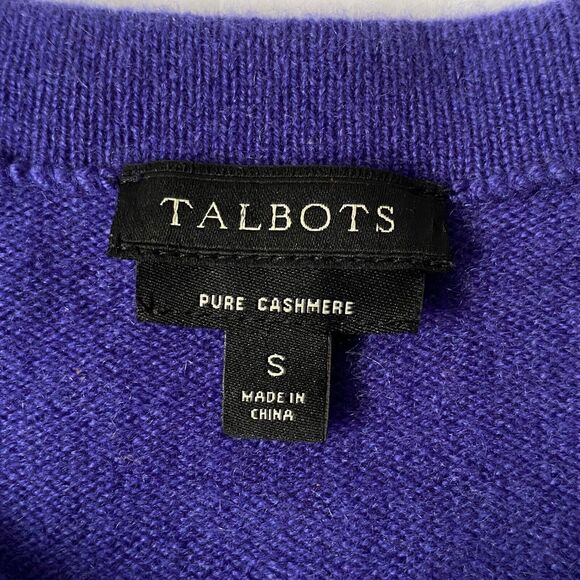 TALBOTS
PURE CASHMERE
S
MADE IN
CHINA